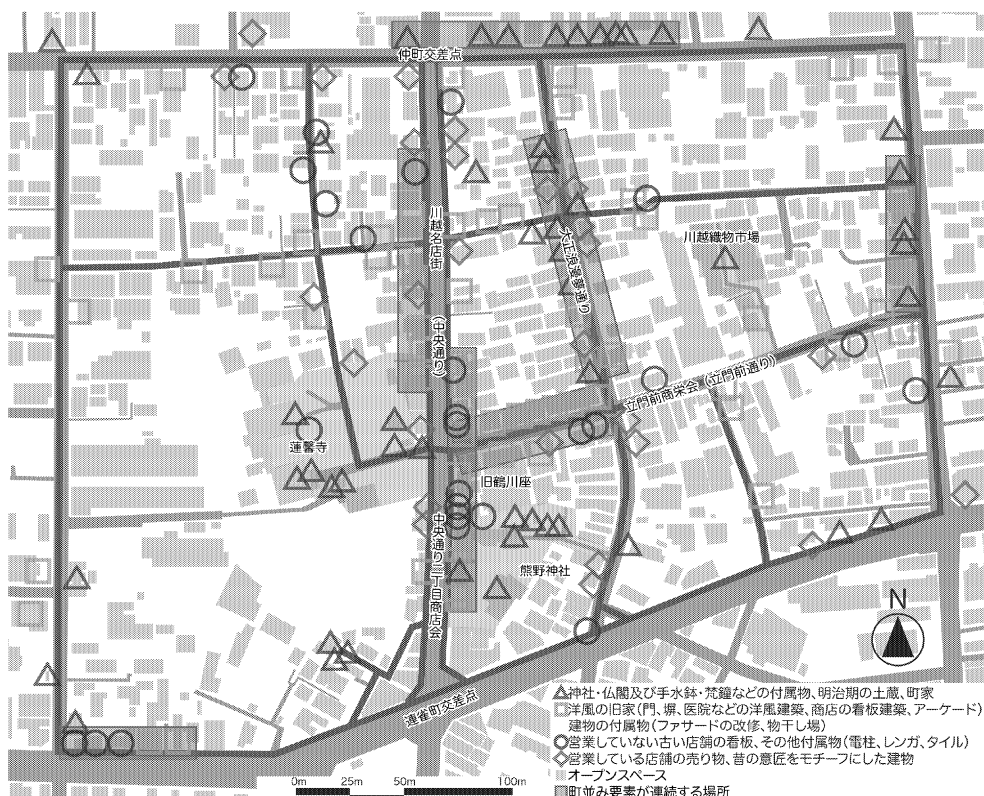 仲町交差点
川越名店街
(中央通り)
大正浪漫夢通り
川越織物市場
立門前商栄会(立門前通り)
蓮馨寺
旧鶴川座
中央通り二丁目商店会
熊野神社
連雀町交差点
N
△神社・仏閣及び手水鉢・梵鐘などの付属物、明治期の土蔵、町家
□洋風の旧家(門、塀、医院などの洋風建築、商店の看板建築、アーケード)
建物の付属物(ファサードの改修、物干し場)
○営業していない古い店舗の看板、その他付属物(電柱、レンガ、タイル)
◇営業している店舗の売り物、昔の意匠をモチーフにした建物
オープンスペース
町並み要素が連続する場所
0m 25m 50m 100m